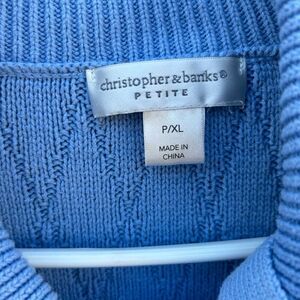 christopher & banks®
PETITE
P/XL
MADE IN
CHINA